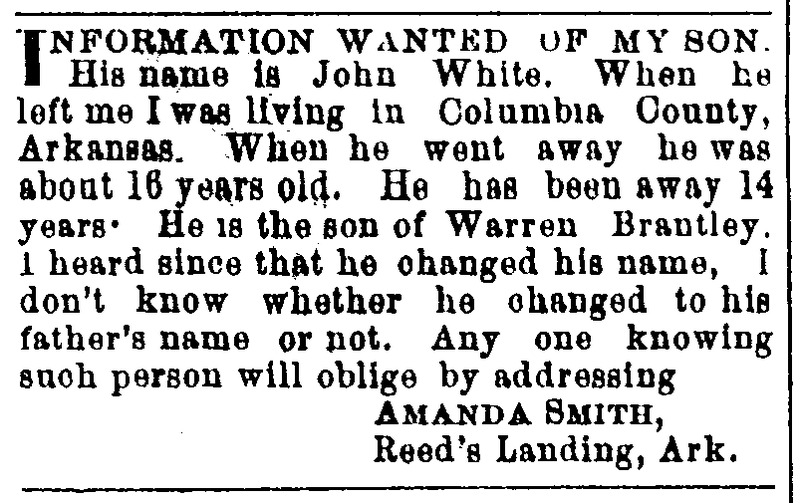 INFORMATION WANTED OF MY SON.
His name is John White. When he
left me I was living in Columbia County,
Arkansas. When he went away he was
about 16 years old. He has been away 14
years. He is the son of Warren Brantley.
I heard since that he changed his name, I
don't know whether he changed to his
father's name or not. Any one knowing
such person will oblige by addressing
AMANDA SMITH,
Reed's Landing, Ark.